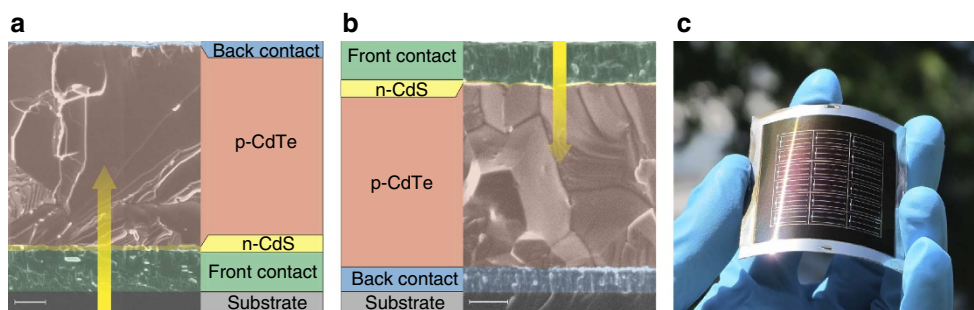 a
Back contact
p-CdTe
n-CdS
Front contact
Substrate
b
Front contact
n-CdS
p-CdTe
Back contact
Substrate
c